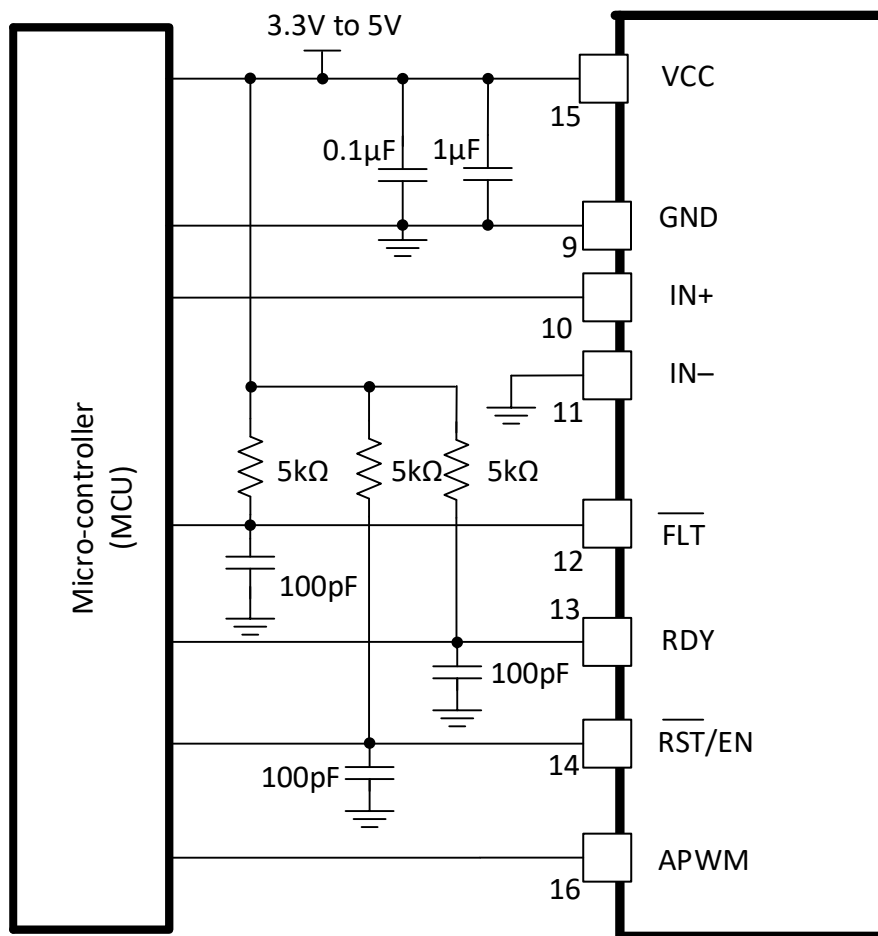 3.3V to 5V
VCC
15
0.1µF
1µF
GND
9
IN+
10
IN–
11
Micro-controller
(MCU)
5kΩ
5kΩ
5kΩ
FLT
12
100pF
13
RDY
100pF
RST/EN
14
100pF
APWM
16